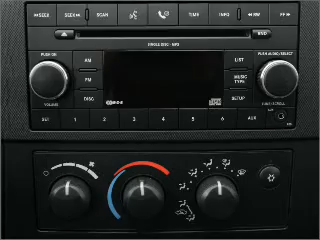 ◄◄SEEK SEEK►► SCAN TIME INFO ◄◄RW FF►►
SINGLE DISC - MP3 RND
PUSH ON AM LIST PUSH AUDIO/SELECT
FM MUSIC TYPE
DISC SETUP
VOLUME TUNE/SCROLL
SET 1 2 3 4 5 6 AUX